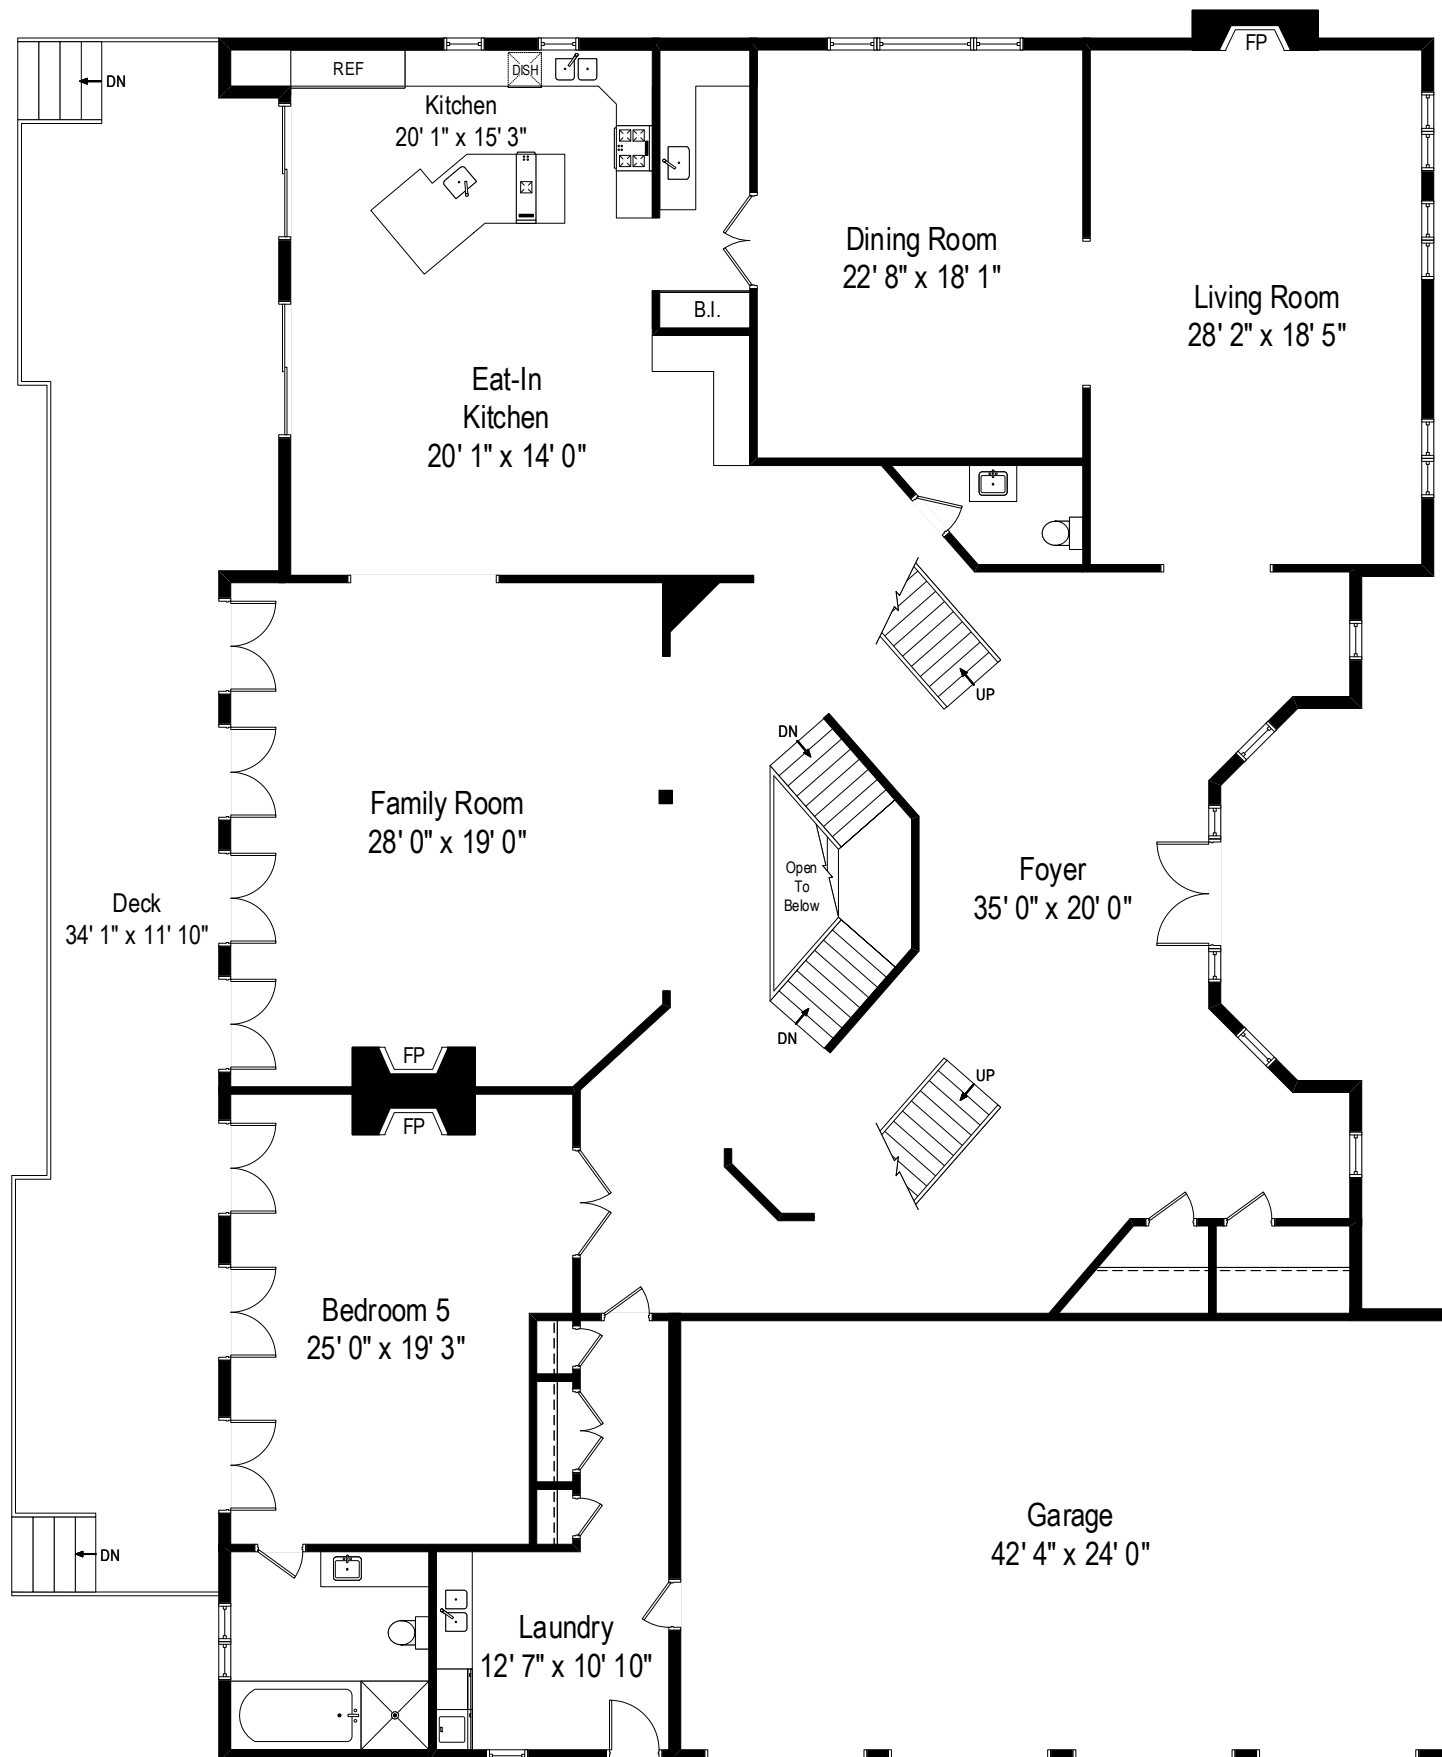 FP
REF
DISH
DN
Kitchen
20' 1" x 15' 3"
Dining Room
22' 8" x 18' 1"
Living Room
28' 2" x 18' 5"
B.I.
Eat-In
Kitchen
20' 1" x 14' 0"
UP
DN
Family Room
28' 0" x 19' 0"
Open
To
Below
Foyer
35' 0" x 20' 0"
Deck
34' 1" x 11' 10"
DN
FP
FP
UP
Bedroom 5
25' 0" x 19' 3"
Garage
42' 4" x 24' 0"
DN
Laundry
12' 7" x 10' 10"